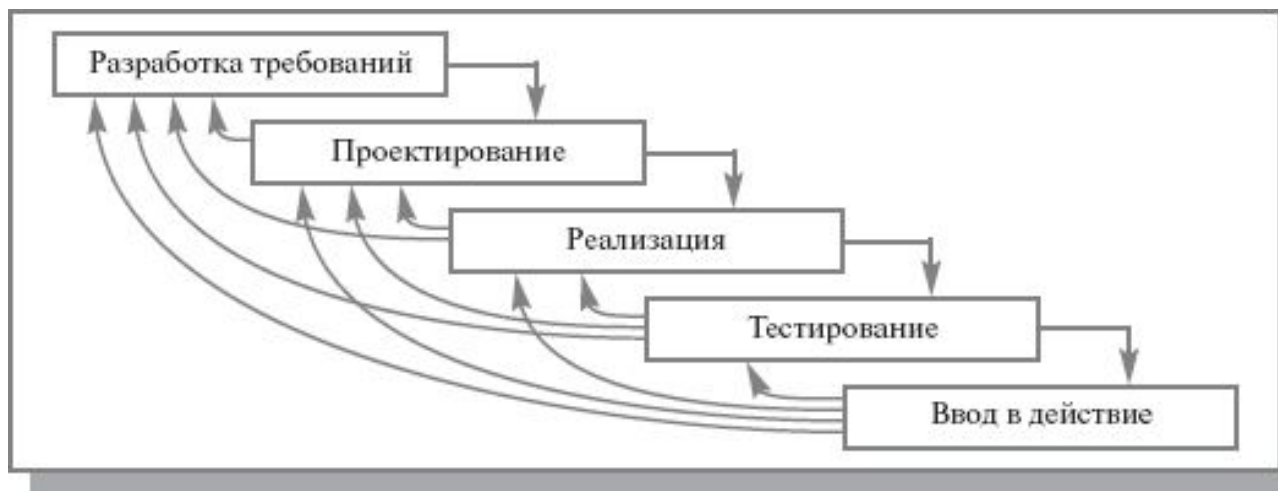 Разработка требований
Проектирование
Реализация
Тестирование
Ввод в действие